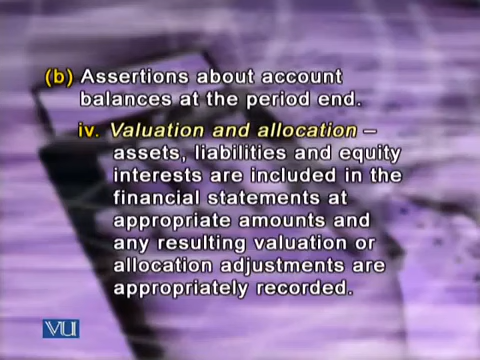 (b) Assertions about account
balances at the period end.
iv. Valuation and allocation –
assets, liabilities and equity
interests are included in the
financial statements at
appropriate amounts and
any resulting valuation or
allocation adjustments are
appropriately recorded.
VU